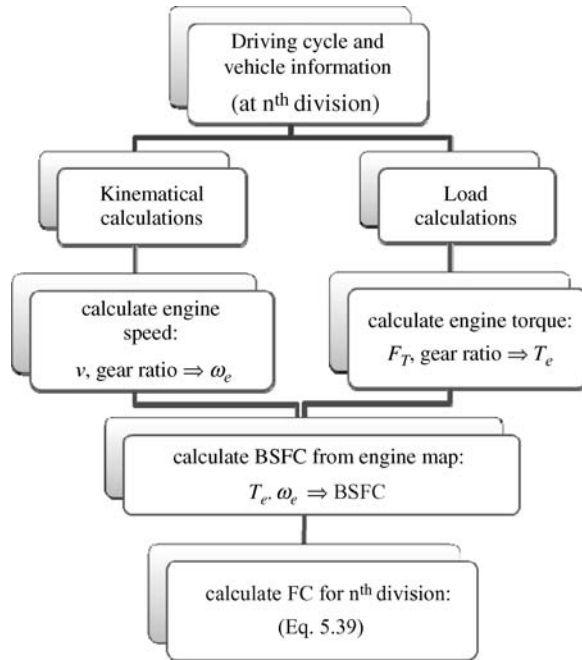 Driving cycle and
vehicle information
(at nth division)
Kinematical
calculations
Load
calculations
calculate engine
speed:
v, gear ratio ⇒ ωe
calculate engine torque:
FT, gear ratio ⇒ Te
calculate BSFC from engine map:
Te. ωe ⇒ BSFC
calculate FC for nth division:
(Eq. 5.39)